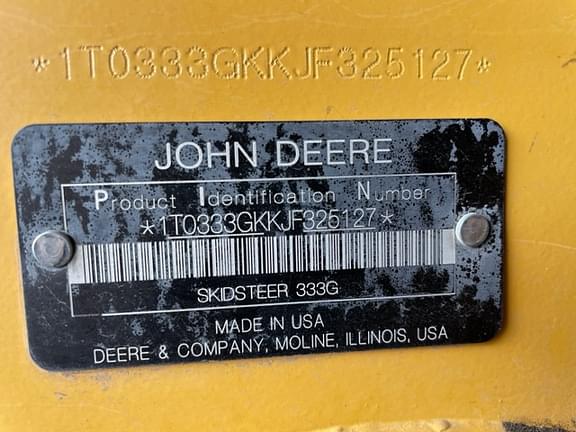 *1T0333GKKJF325127*
JOHN DEERE
Product Identification Number
*1T0333GKKJF325127*
SKIDSTEER 333G
MADE IN USA
DEERE & COMPANY, MOLINE, ILLINOIS, USA